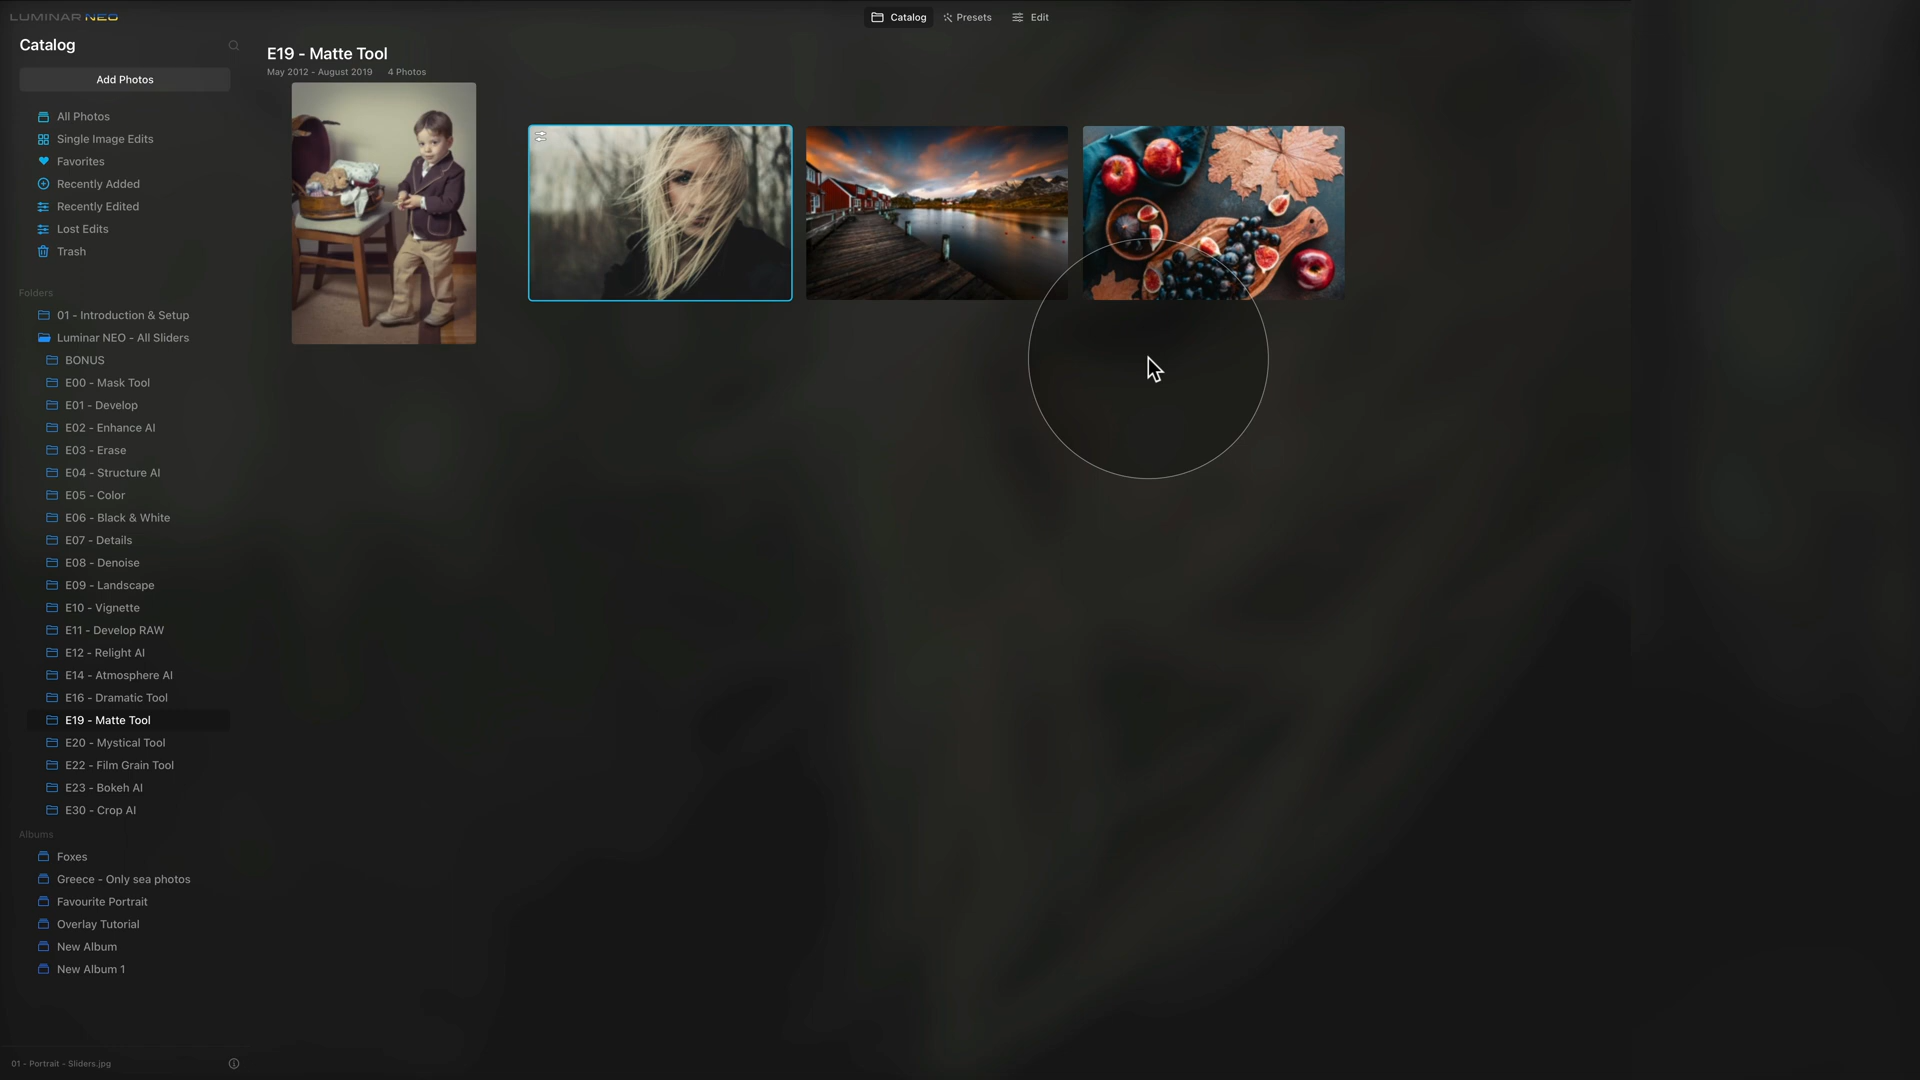 LUMINAR NEO
Catalog
Presets
Edit
Catalog
Add Photos
All Photos
Single Image Edits
Favorites
Recently Added
Recently Edited
Lost Edits
Trash
Folders
01 - Introduction & Setup
Luminar NEO - All Sliders
BONUS
E00 - Mask Tool
E01 - Develop
E02 - Enhance AI
E03 - Erase
E04 - Structure AI
E05 - Color
E06 - Black & White
E07 - Details
E08 - Denoise
E09 - Landscape
E10 - Vignette
E11 - Develop RAW
E12 - Relight AI
E14 - Atmosphere AI
E16 - Dramatic Tool
E19 - Matte Tool
E20 - Mystical Tool
E22 - Film Grain Tool
E23 - Bokeh AI
E30 - Crop AI
Albums
Foxes
Greece - Only sea photos
Favourite Portrait
Overlay Tutorial
New Album
New Album 1
01 - Portrait - Sliders.jpg
E19 - Matte Tool
May 2012 - August 2019 4 Photos